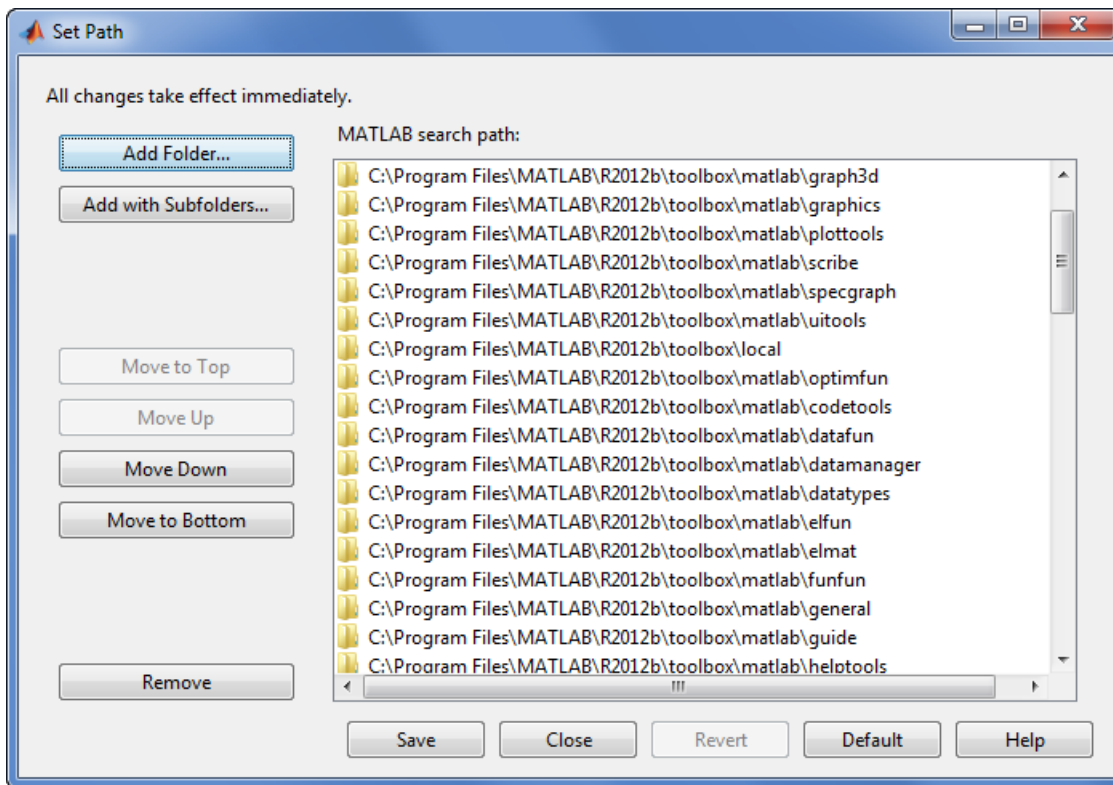 Set Path
All changes take effect immediately.
Add Folder...
Add with Subfolders...
Move to Top
Move Up
Move Down
Move to Bottom
Remove
MATLAB search path:
C:\Program Files\MATLAB\R2012b\toolbox\matlab\graph3d
C:\Program Files\MATLAB\R2012b\toolbox\matlab\graphics
C:\Program Files\MATLAB\R2012b\toolbox\matlab\plottools
C:\Program Files\MATLAB\R2012b\toolbox\matlab\scribe
C:\Program Files\MATLAB\R2012b\toolbox\matlab\specgraph
C:\Program Files\MATLAB\R2012b\toolbox\matlab\uitools
C:\Program Files\MATLAB\R2012b\toolbox\local
C:\Program Files\MATLAB\R2012b\toolbox\matlab\optimfun
C:\Program Files\MATLAB\R2012b\toolbox\matlab\codetools
C:\Program Files\MATLAB\R2012b\toolbox\matlab\datafun
C:\Program Files\MATLAB\R2012b\toolbox\matlab\datamanager
C:\Program Files\MATLAB\R2012b\toolbox\matlab\datatypes
C:\Program Files\MATLAB\R2012b\toolbox\matlab\elfun
C:\Program Files\MATLAB\R2012b\toolbox\matlab\elmat
C:\Program Files\MATLAB\R2012b\toolbox\matlab\funfun
C:\Program Files\MATLAB\R2012b\toolbox\matlab\general
C:\Program Files\MATLAB\R2012b\toolbox\matlab\guide
C:\Program Files\MATLAB\R2012b\toolbox\matlab\helptools
Save
Close
Revert
Default
Help